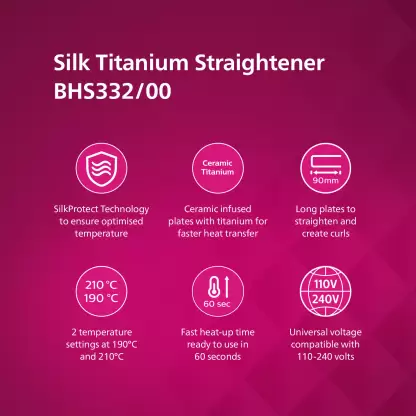 Silk Titanium Straightener
BHS332/00
Ceramic
Titanium
90mm
SilkProtect Technology
to ensure optimised
temperature
Ceramic infused
plates with titanium for
faster heat transfer
Long plates to
straighten and
create curls
210 °C
190 °C
60 sec
110V
240V
2 temperature
settings at 190°C
and 210°C
Fast heat-up time
ready to use in
60 seconds
Universal voltage
compatible with
110-240 volts